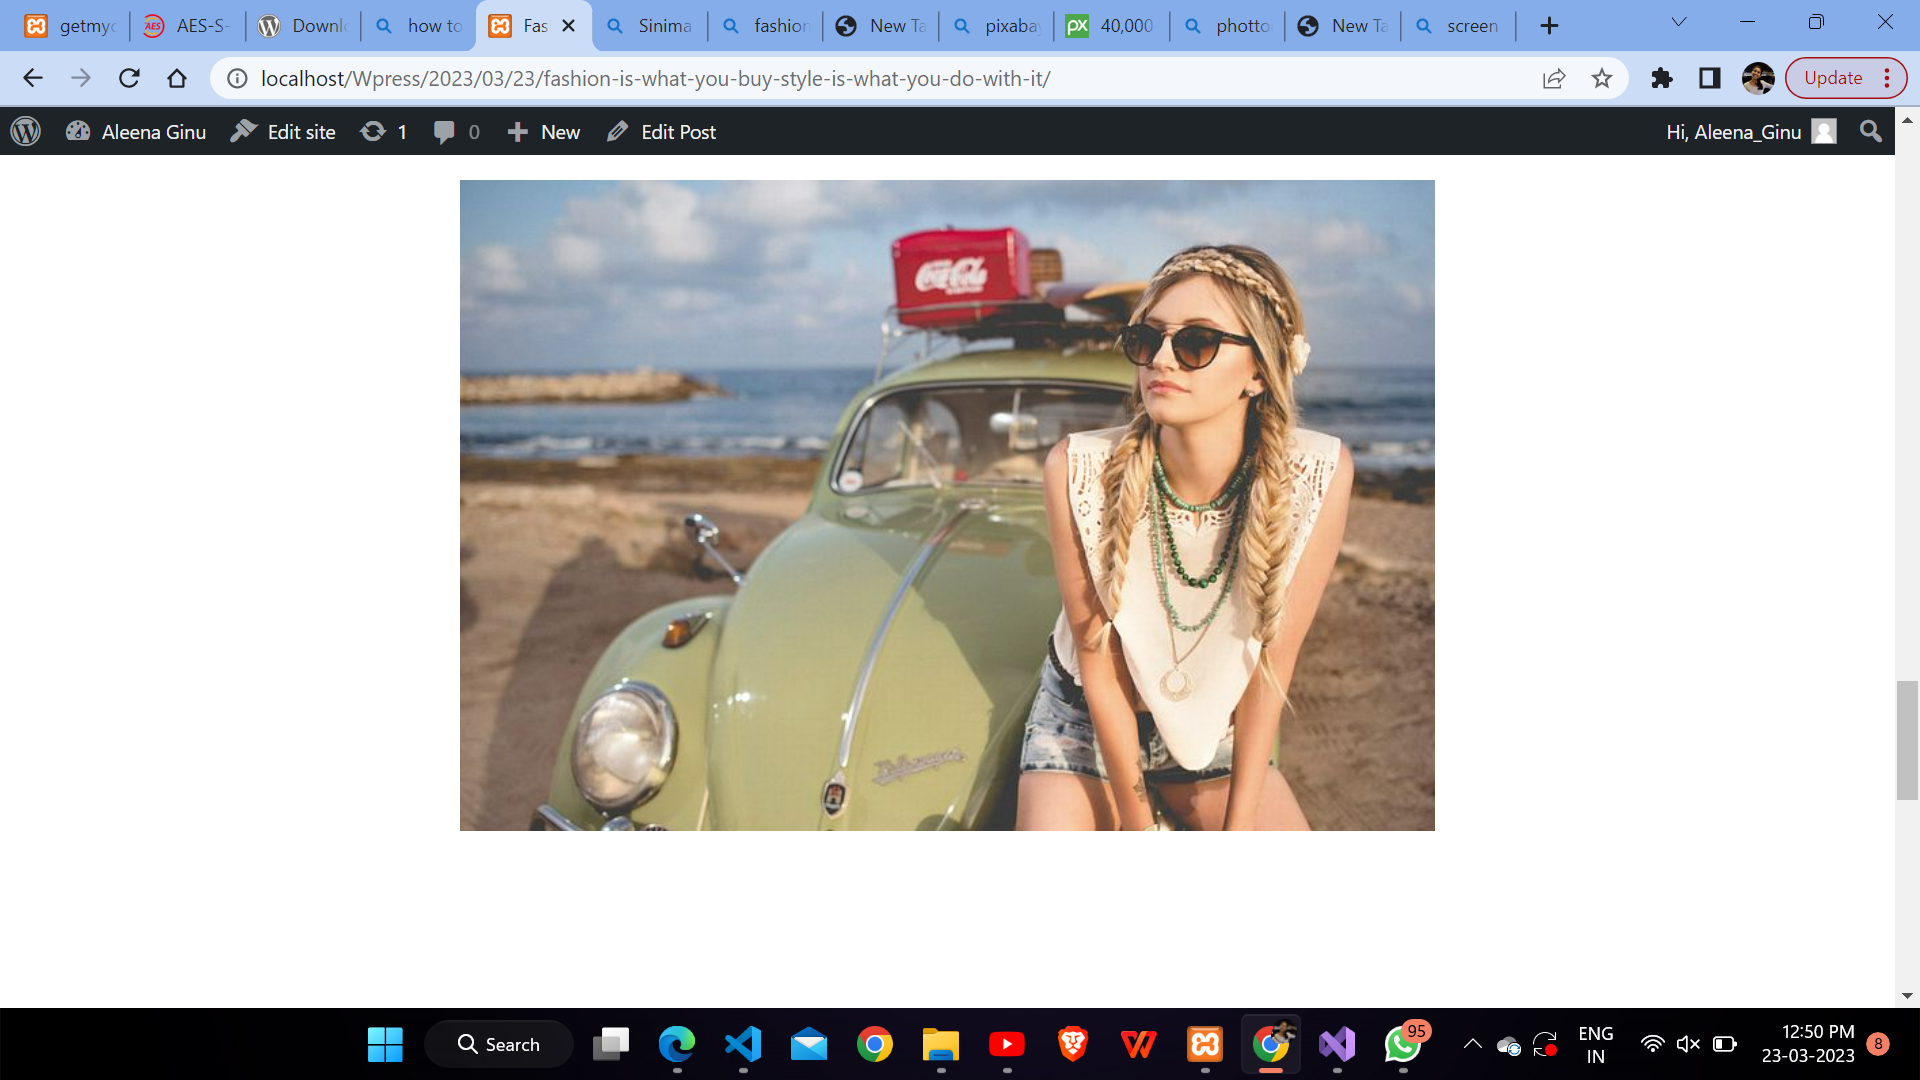 getmyc
AES-S-
Downlo
how to
Fas
Sinima
fashion
New Ta
pixabay
40,000
photto
New Ta
screen
localhost/Wpress/2023/03/23/fashion-is-what-you-buy-style-is-what-you-do-with-it/
Update
Aleena Ginu
Edit site
1
0
New
Edit Post
Hi, Aleena_Ginu
Coca-Cola
Volkswagen
Search
95
ENG
IN
12:50 PM
23-03-2023
8